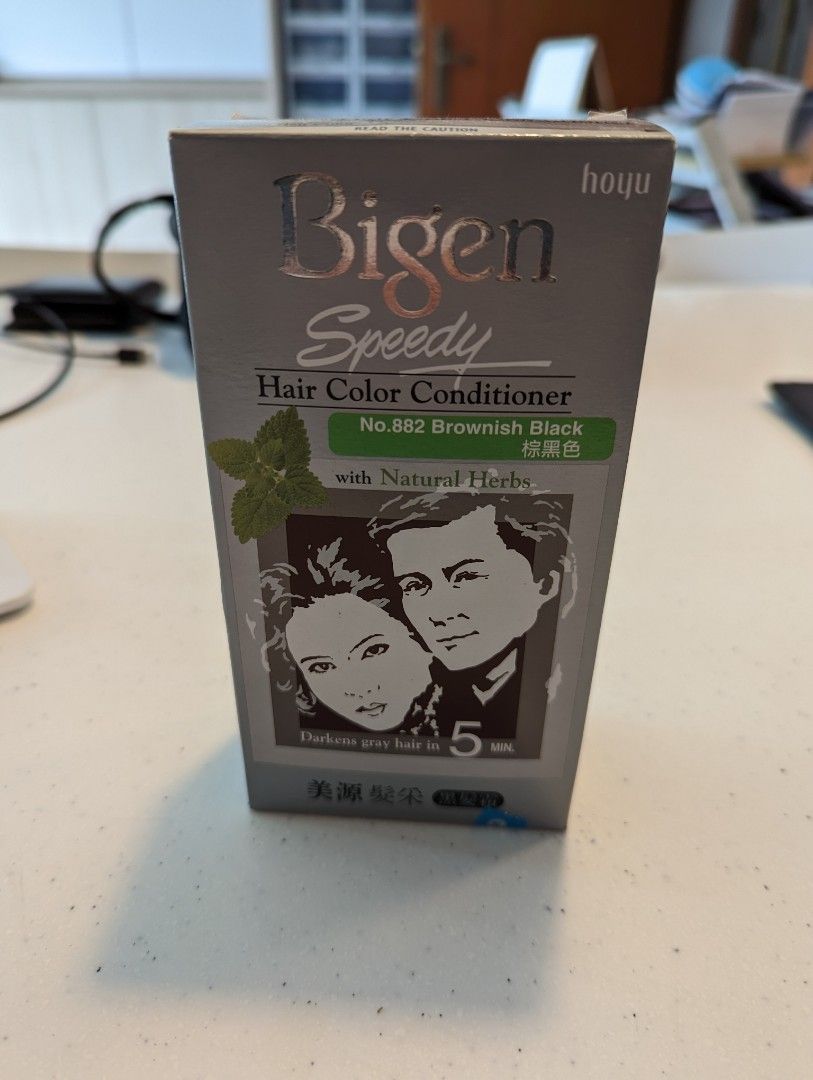 READ THE CAUTION
hoyu
Bigen
Speedy
Hair Color Conditioner
No.882 Brownish Black
棕黑色
with Natural Herbs
Darkens gray hair in 5 MIN.
美源髮采